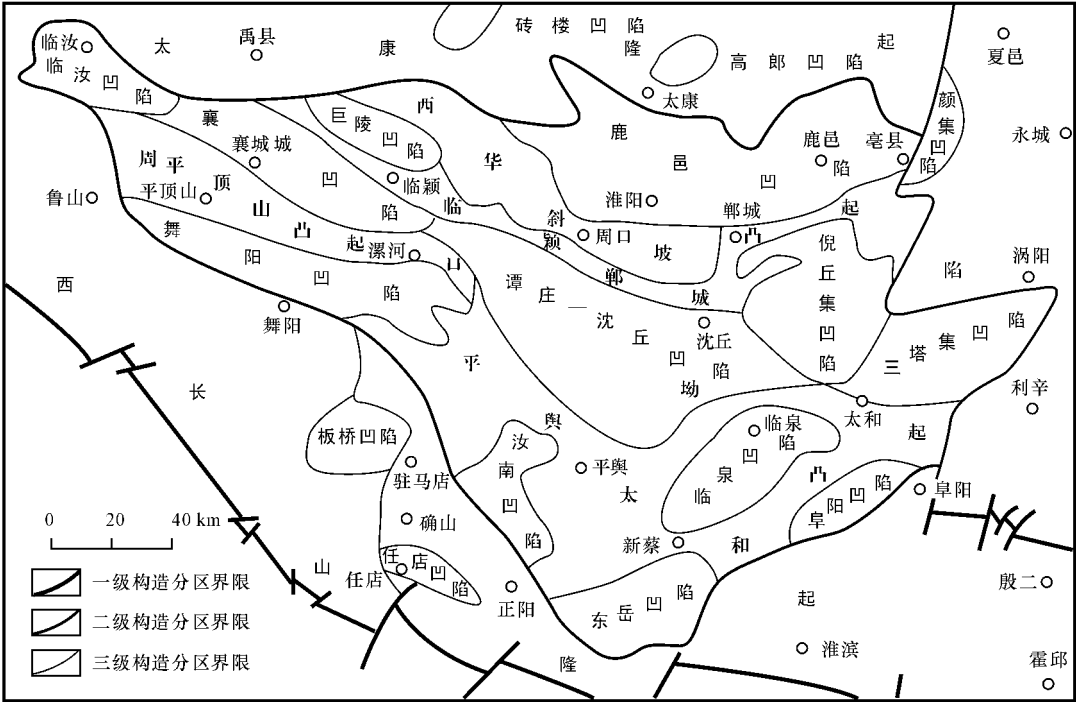 砖楼凹陷
太康隆起
高郎凹陷
临汝
临汝凹陷
禹县
太康
夏邑
永城
颜集凹陷
亳县
鹿邑
鹿邑凹陷
淮阳
郸城
巨陵凹陷
临颍
西华斜坡
周口
襄城城
襄城凹陷
襄凹陷
鲁山
平顶山
周平顶山凸起
漯河
临颍郸城凸起
口
舞阳凹陷
舞阳
谭庄—沈丘凹陷
沈丘
坳陷
倪丘集凹陷
涡阳
三塔集凹陷
利辛
太和
西
长
山
隆
起
板桥凹陷
驻马店
确山
任店
任店凹陷
正阳
平舆
平舆太和凸起
汝南凹陷
临泉
临泉凹陷
新蔡
阜阳凹陷
阜阳
东岳凹陷
殷二
淮滨
霍邱
0 20 40 km
一级构造分区界限
二级构造分区界限
三级构造分区界限